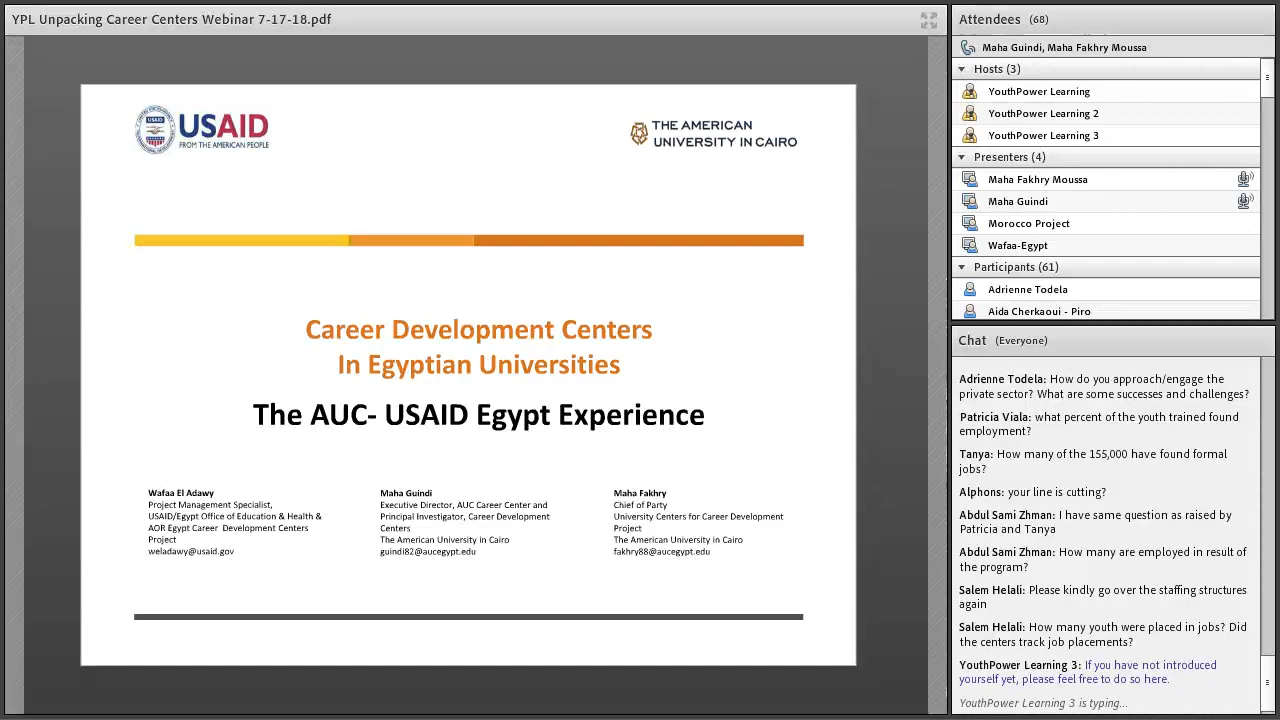 YPL Unpacking Career Centers Webinar 7-17-18.pdf
USAID
USAID
FROM THE AMERICAN PEOPLE
THE AMERICAN
UNIVERSITY IN CAIRO
Career Development Centers
In Egyptian Universities
The AUC- USAID Egypt Experience
Wafaa El Adawy
Project Management Specialist,
USAID/Egypt Office of Education & Health &
AOR Egypt Career  Development Centers
Project
weladawy@usaid.gov
Maha Guindi
Executive Director, AUC Career Center and
Principal Investigator, Career Development
Centers
The American University in Cairo
guindi82@aucegypt.edu
Maha Fakhry
Chief of Party
University Centers for Career Development
Project
The American University in Cairo
fakhry88@aucegypt.edu
Attendees (68)
Maha Guindi, Maha Fakhry Moussa
Hosts (3)
YouthPower Learning
YouthPower Learning 2
YouthPower Learning 3
Presenters (4)
Maha Fakhry Moussa
Maha Guindi
Morocco Project
Wafaa-Egypt
Participants (61)
Adrienne Todela
Aida Cherkaoui - Piro
Chat (Everyone)
Adrienne Todela: How do you approach/engage the
private sector? What are some successes and challenges?
Patricia Viala: what percent of the youth trained found
employment?
Tanya: How many of the 155,000 have found formal
jobs?
Alphons: your line is cutting?
Abdul Sami Zhman: I have same question as raised by
Patricia and Tanya
Abdul Sami Zhman: How many are employed in result of
the program?
Salem Helali: Please kindly go over the staffing structures
again
Salem Helali: How many youth were placed in jobs? Did
the centers track job placements?
YouthPower Learning 3: If you have not introduced
yourself yet, please feel free to do so here.
YouthPower Learning 3 is typing...